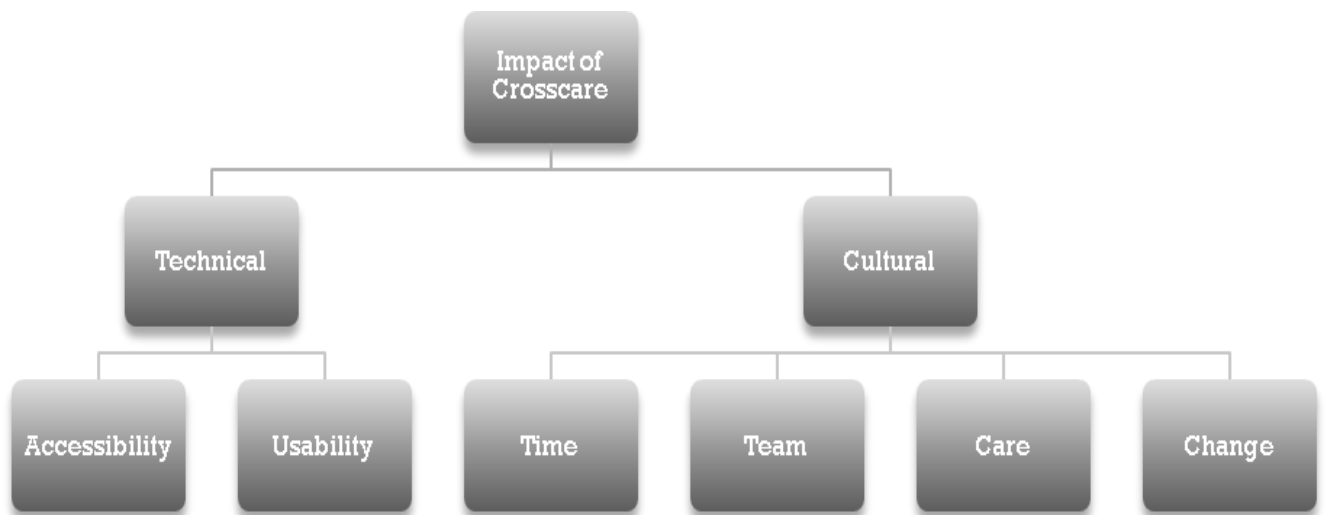 Impact of
Crosscare
Technical
Cultural
Accessibility
Usability
Time
Team
Care
Change